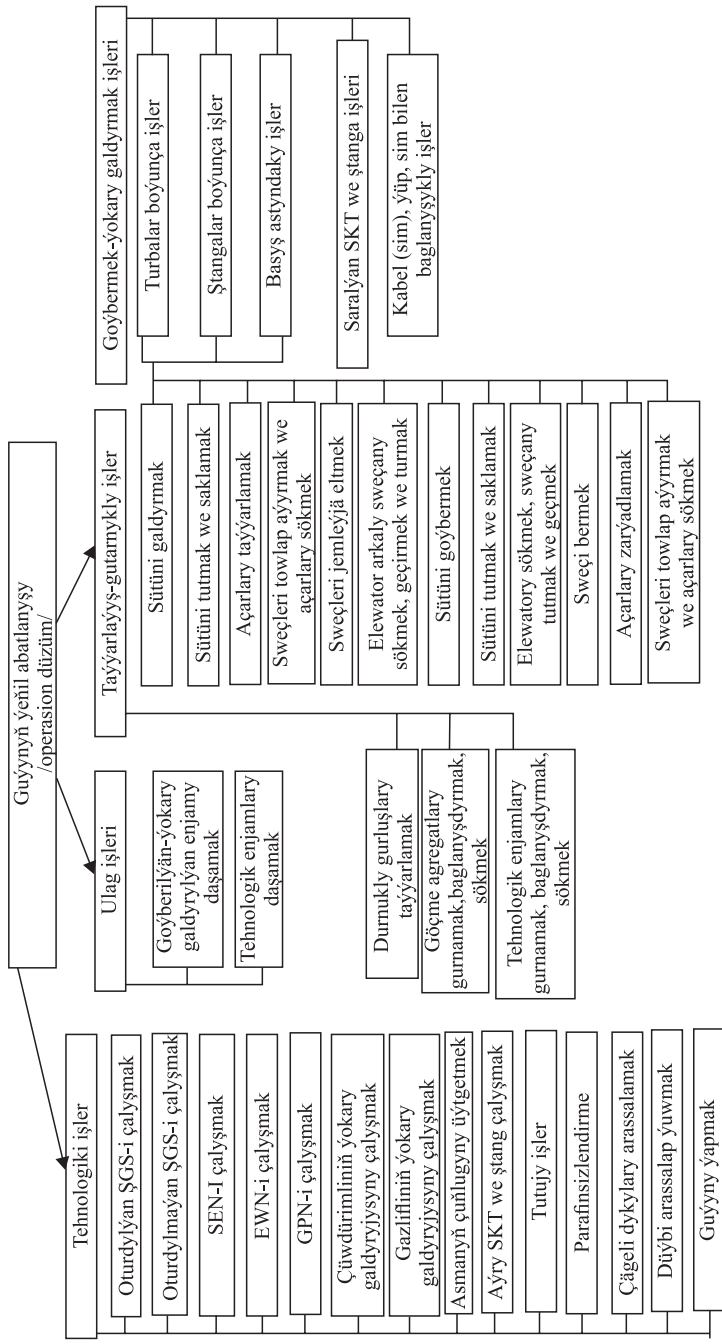 Guýynyň ýeňil abatlanyşy
/operasion düzüm/
Tehnologiki işler
Oturdylýan ŞGS-i çalyşmak
Oturdylmaýan ŞGS-i çalyşmak
SEN-I çalyşmak
EWN-i çalyşmak
GPN-i çalyşmak
Çüwdürinliniň ýokary
galdyryjysyny çalyşmak
Gazlifliniň ýokary
galdyryjysyny çalyşmak
Asmanyň çuňlugyny üýtgetmek
Aýry SKT we ştang çalyşmak
Tutujy işler
Parafinsizlendirme
Çägeli dykylary arassalamak
Düýbi arassalap ýuwmak
Guýyny ýapmak
Ulag işleri
Goýberilýän-ýokary
galdyrylýan enjamy
daşamak
Tehnologik enjamlary
daşamak
Taýýarlaýyş-gutarnykly işler
Durnukly gurluşlary
taýýarlamak
Göçme agregatlary
gurnamak,baglanyşdyrmak,
sökmek
Tehnologik enjamlary
gurnamak, baglanyşdyrmak,
sökmek
Goýbermek-ýokary galdyrmak işleri
Sütüni galdyrmak
Sütüni tutmak we saklamak
Açarlary taýýarlamak
Sweçleri towlap aýyrmak we
açarlary sökmek
Sweçleri jemleýjä eltmek
Elewator arkaly sweçany
sökmek, geçirmek we turmak
Sütüni goýbermek
Sütüni tutmak we saklamak
Elewatory sökmek, sweçany
tutmak we geçmek
Sweçi bermek
Açarlary zarýadlamak
Sweçleri towlap aýyrmak
we açarlary sökmek
Turbalar boýunça işler
Ştangalar boýunça işler
Basyş astyndaky işler
Saralýan SKT we ştanga işleri
Kabel (sim), ýüp, sim bilen
baglanyşykly işler